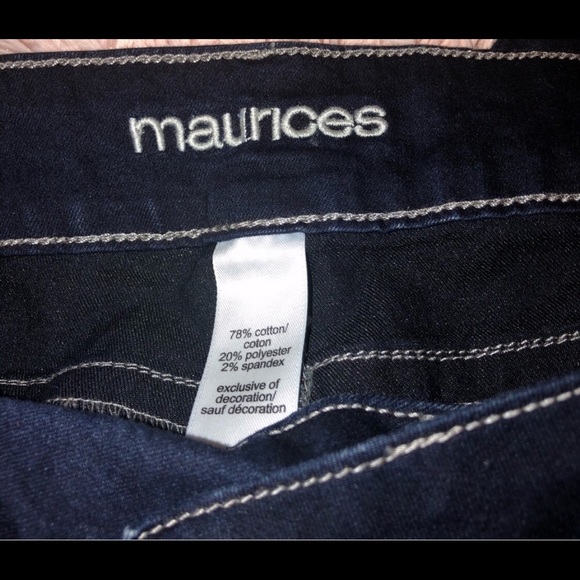 maurices
78% cotton/
coton
20% polyester
2% spandex
exclusive of
decoration/
sauf décoration